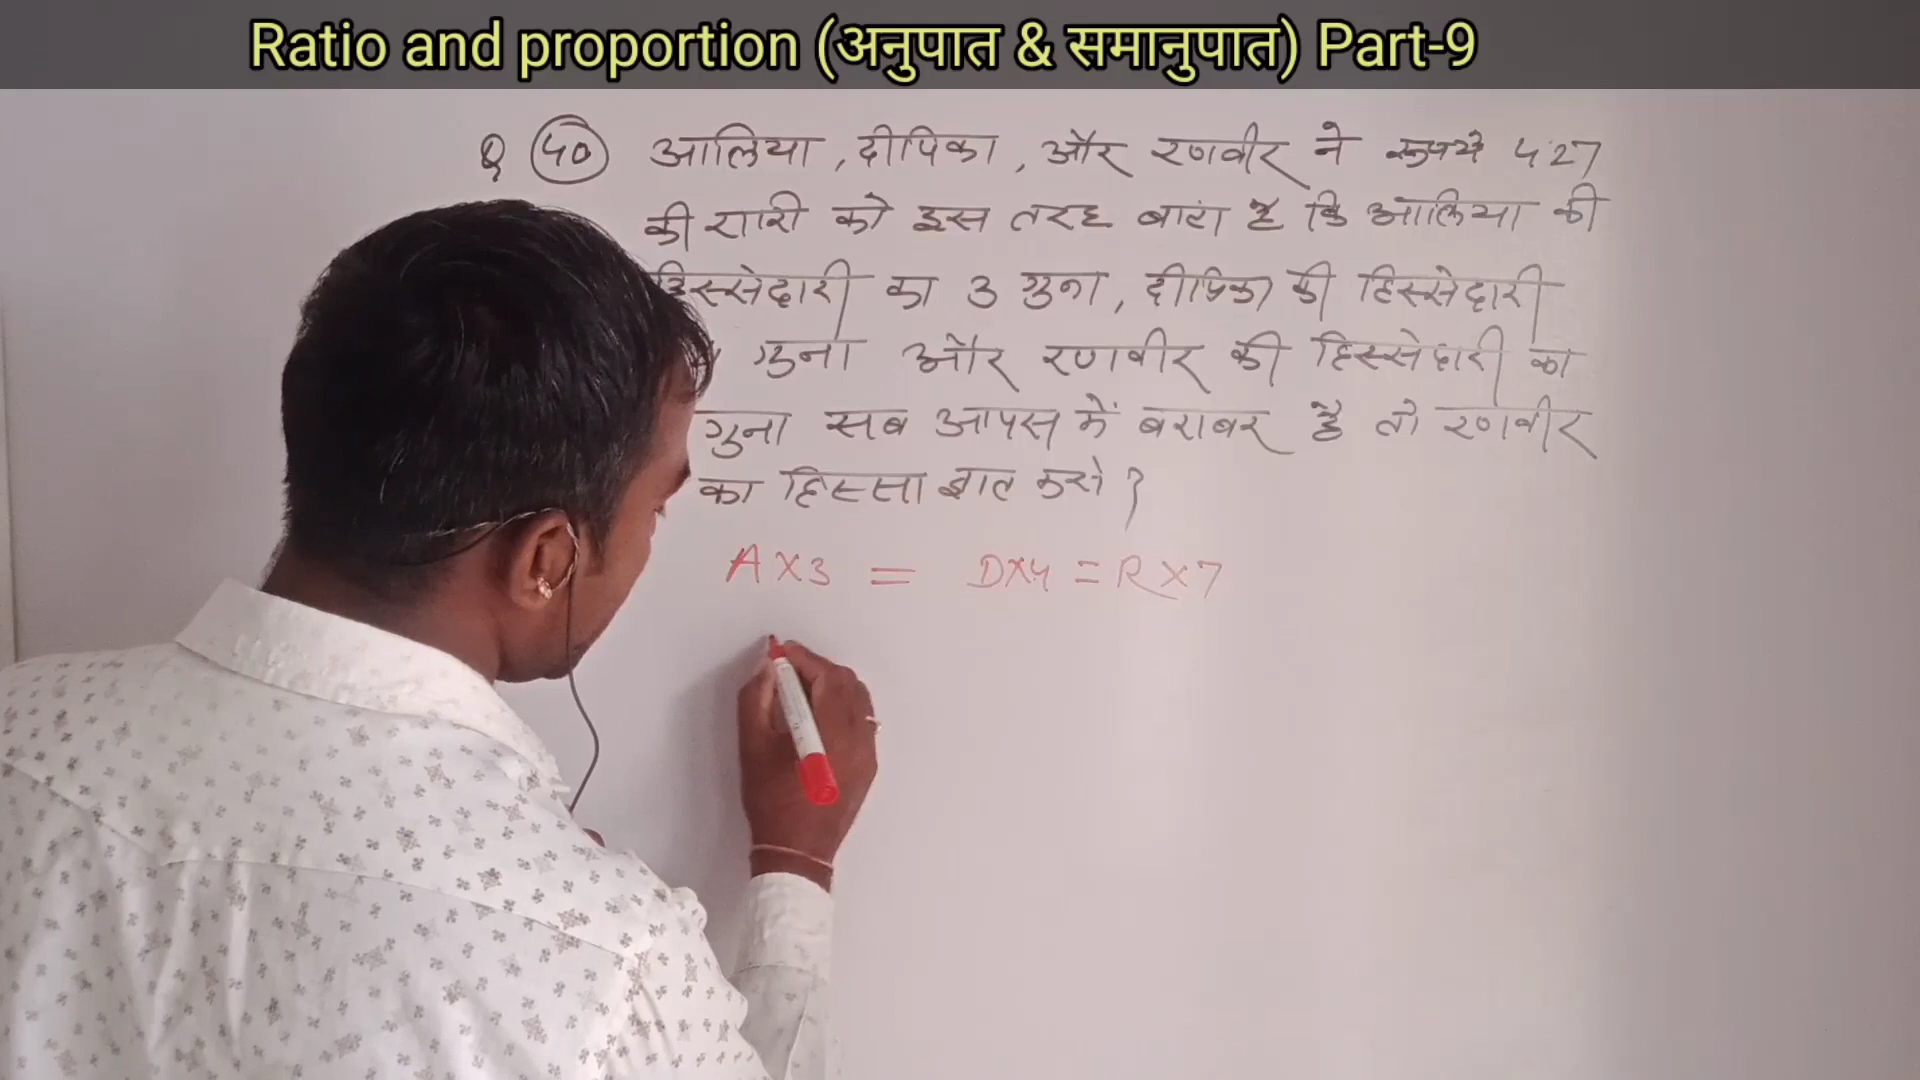 Ratio and proportion (अनुपात & समानुपात) Part-9
Q 40 आलिया, दीपिका, और रणवीर ने रूपये 427
की राशी को इस तरह बाटा है कि आलिया की
हिस्सेदारी का 3 गुना, दीपिका की हिस्सेदारी
गुना और रणवीर की हिस्सेदारी का
गुना सब आपस में बराबर है तो रणवीर
का हिस्सा ज्ञात करो ?
A×3 = D×4 = R×7